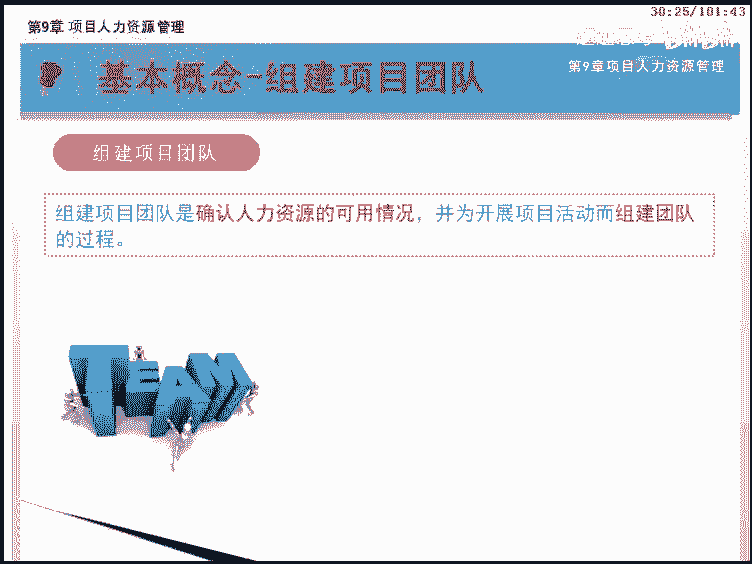 30:25/101:43
第9章 项目人力资源管理
基本概念-组建项目团队
第9章项目人力资源管理
组建项目团队
组建项目团队是确认人力资源的可用情况，并为开展项目活动而组建团队
的过程。
TEAM